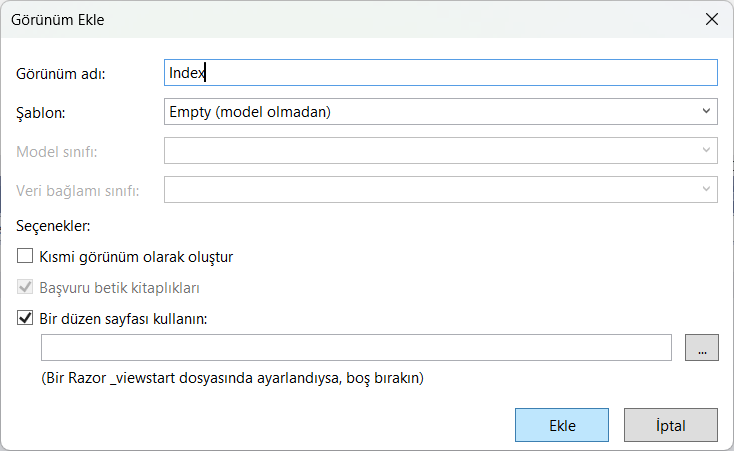 Görünüm Ekle
Görünüm adı: Index
Şablon: Empty (model olmadan)
Model sınıfı:
Veri bağlamı sınıfı:
Seçenekler:
Kısmi görünüm olarak oluştur
Başvuru betik kitaplıkları
Bir düzen sayfası kullanın:
...
(Bir Razor _viewstart dosyasında ayarlandıysa, boş bırakın)
Ekle İptal